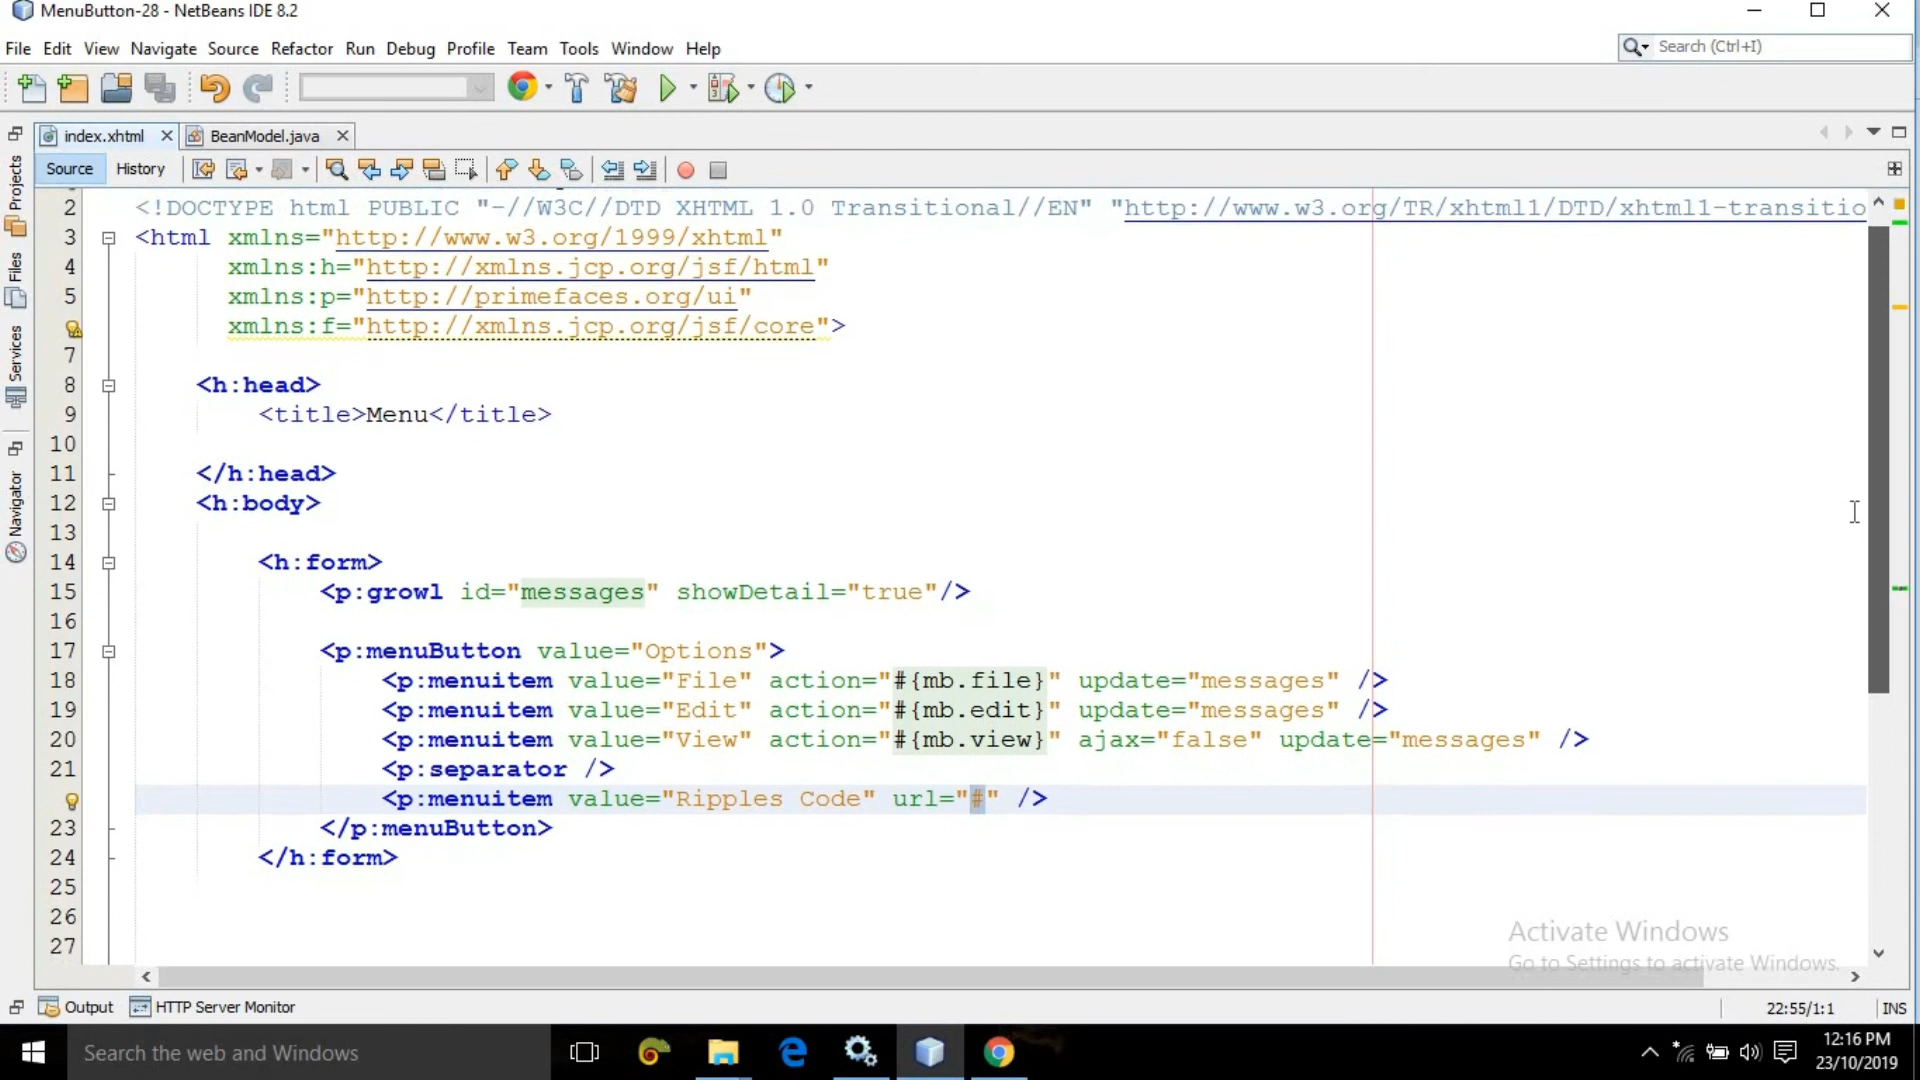 MenuButton-28 - NetBeans IDE 8.2
File Edit View Navigate Source Refactor Run Debug Profile Team Tools Window Help
Search (Ctrl+I)
index.xhtml BeanModel.java
Source History
Projects
Files
Services
Navigator
2 <!DOCTYPE html PUBLIC "-//W3C//DTD XHTML 1.0 Transitional//EN" "http://www.w3.org/TR/xhtml1/DTD/xhtml1-transitio
3 <html xmlns="http://www.w3.org/1999/xhtml"
4 xmlns:h="http://xmlns.jcp.org/jsf/html"
5 xmlns:p="http://primefaces.org/ui"
xmlns:f="http://xmlns.jcp.org/jsf/core">
7
8 <h:head>
9 <title>Menu</title>
10
11 </h:head>
12 <h:body>
13
14 <h:form>
15 <p:growl id="messages" showDetail="true"/>
16
17 <p:menuButton value="Options">
18 <p:menuitem value="File" action="#{mb.file}" update="messages" />
19 <p:menuitem value="Edit" action="#{mb.edit}" update="messages" />
20 <p:menuitem value="View" action="#{mb.view}" ajax="false" update="messages" />
21 <p:separator />
<p:menuitem value="Ripples Code" url="#" />
23 </p:menuButton>
24 </h:form>
25
26
27
Activate Windows
Go to Settings to activate Windows.
Output HTTP Server Monitor
22:55/1:1 INS
Search the web and Windows
12:16 PM
23/10/2019